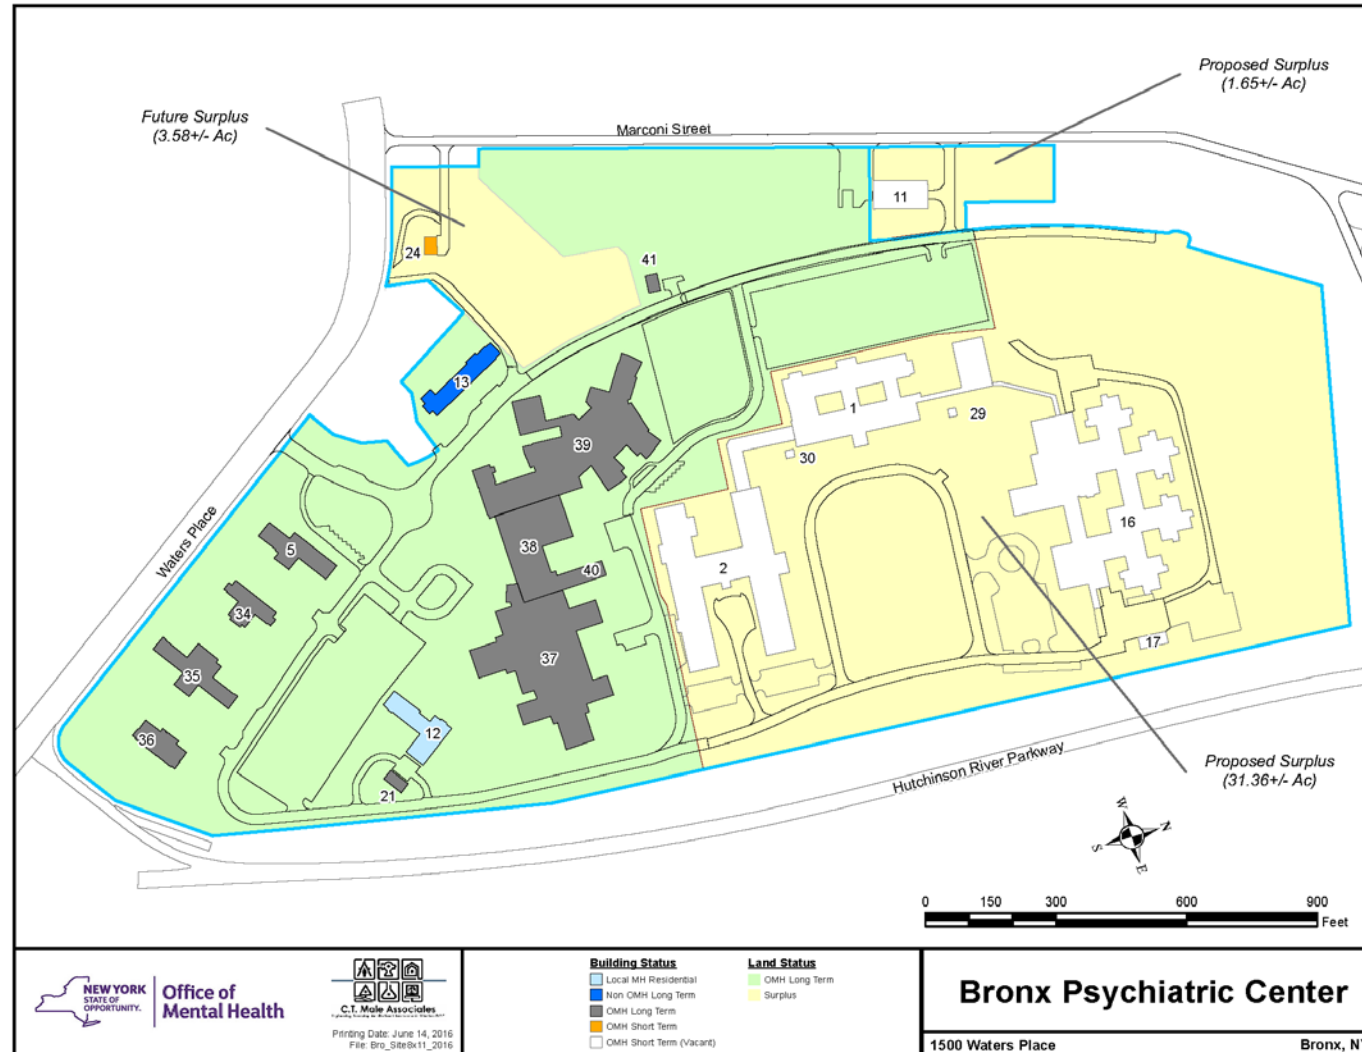 Proposed Surplus
(1.65+/- Ac)
Future Surplus
(3.58+/- Ac)
Marconi Street
11
24
41
13
1
29
39
30
16
Waters Place
5
38
40
2
34
37
17
35
12
36
21
Proposed Surplus
(31.36+/- Ac)
Hutchinson River Parkway
W
N
S
E
0 150 300 600 900
Feet
NEW YORK
STATE OF
OPPORTUNITY.
Office of
Mental Health
C.T. Male Associates
Printing Date: June 14, 2016
File: Bro_Site8x11_2016
Building Status
Local MH Residential
Non OMH Long Term
OMH Long Term
OMH Short Term
OMH Short Term (Vacant)
Land Status
OMH Long Term
Surplus
Bronx Psychiatric Center
1500 Waters Place
Bronx, NY